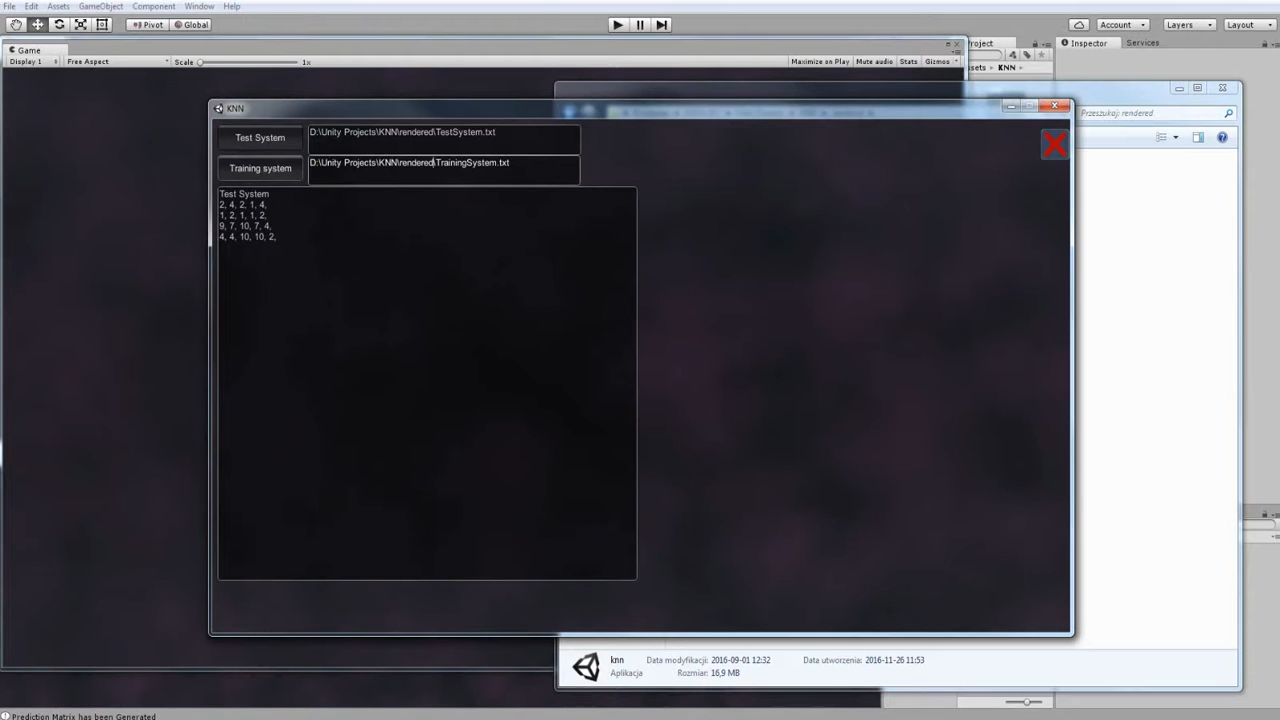 File Edit Assets GameObject Component Window Help
Pivot Global Account Layers Layout
Game Project Inspector Services
Display 1 Free Aspect Scale 1x Maximize on Play Mute audio Stats Gizmos
KNN
KNN
Przeszukaj: rendered
Test System D:\Unity Projects\KNN\rendered\TestSystem.txt
Training system D:\Unity Projects\KNN\rendered\TrainingSystem.txt
Test System
2, 4, 2, 1, 4,
1, 2, 1, 1, 2,
9, 7, 10, 7, 4,
4, 4, 10, 10, 2,
knn Data modyfikacji: 2016-09-01 12:32 Data utworzenia: 2016-11-26 11:53
Aplikacja Rozmiar: 16,9 MB
Prediction Matrix has been Generated